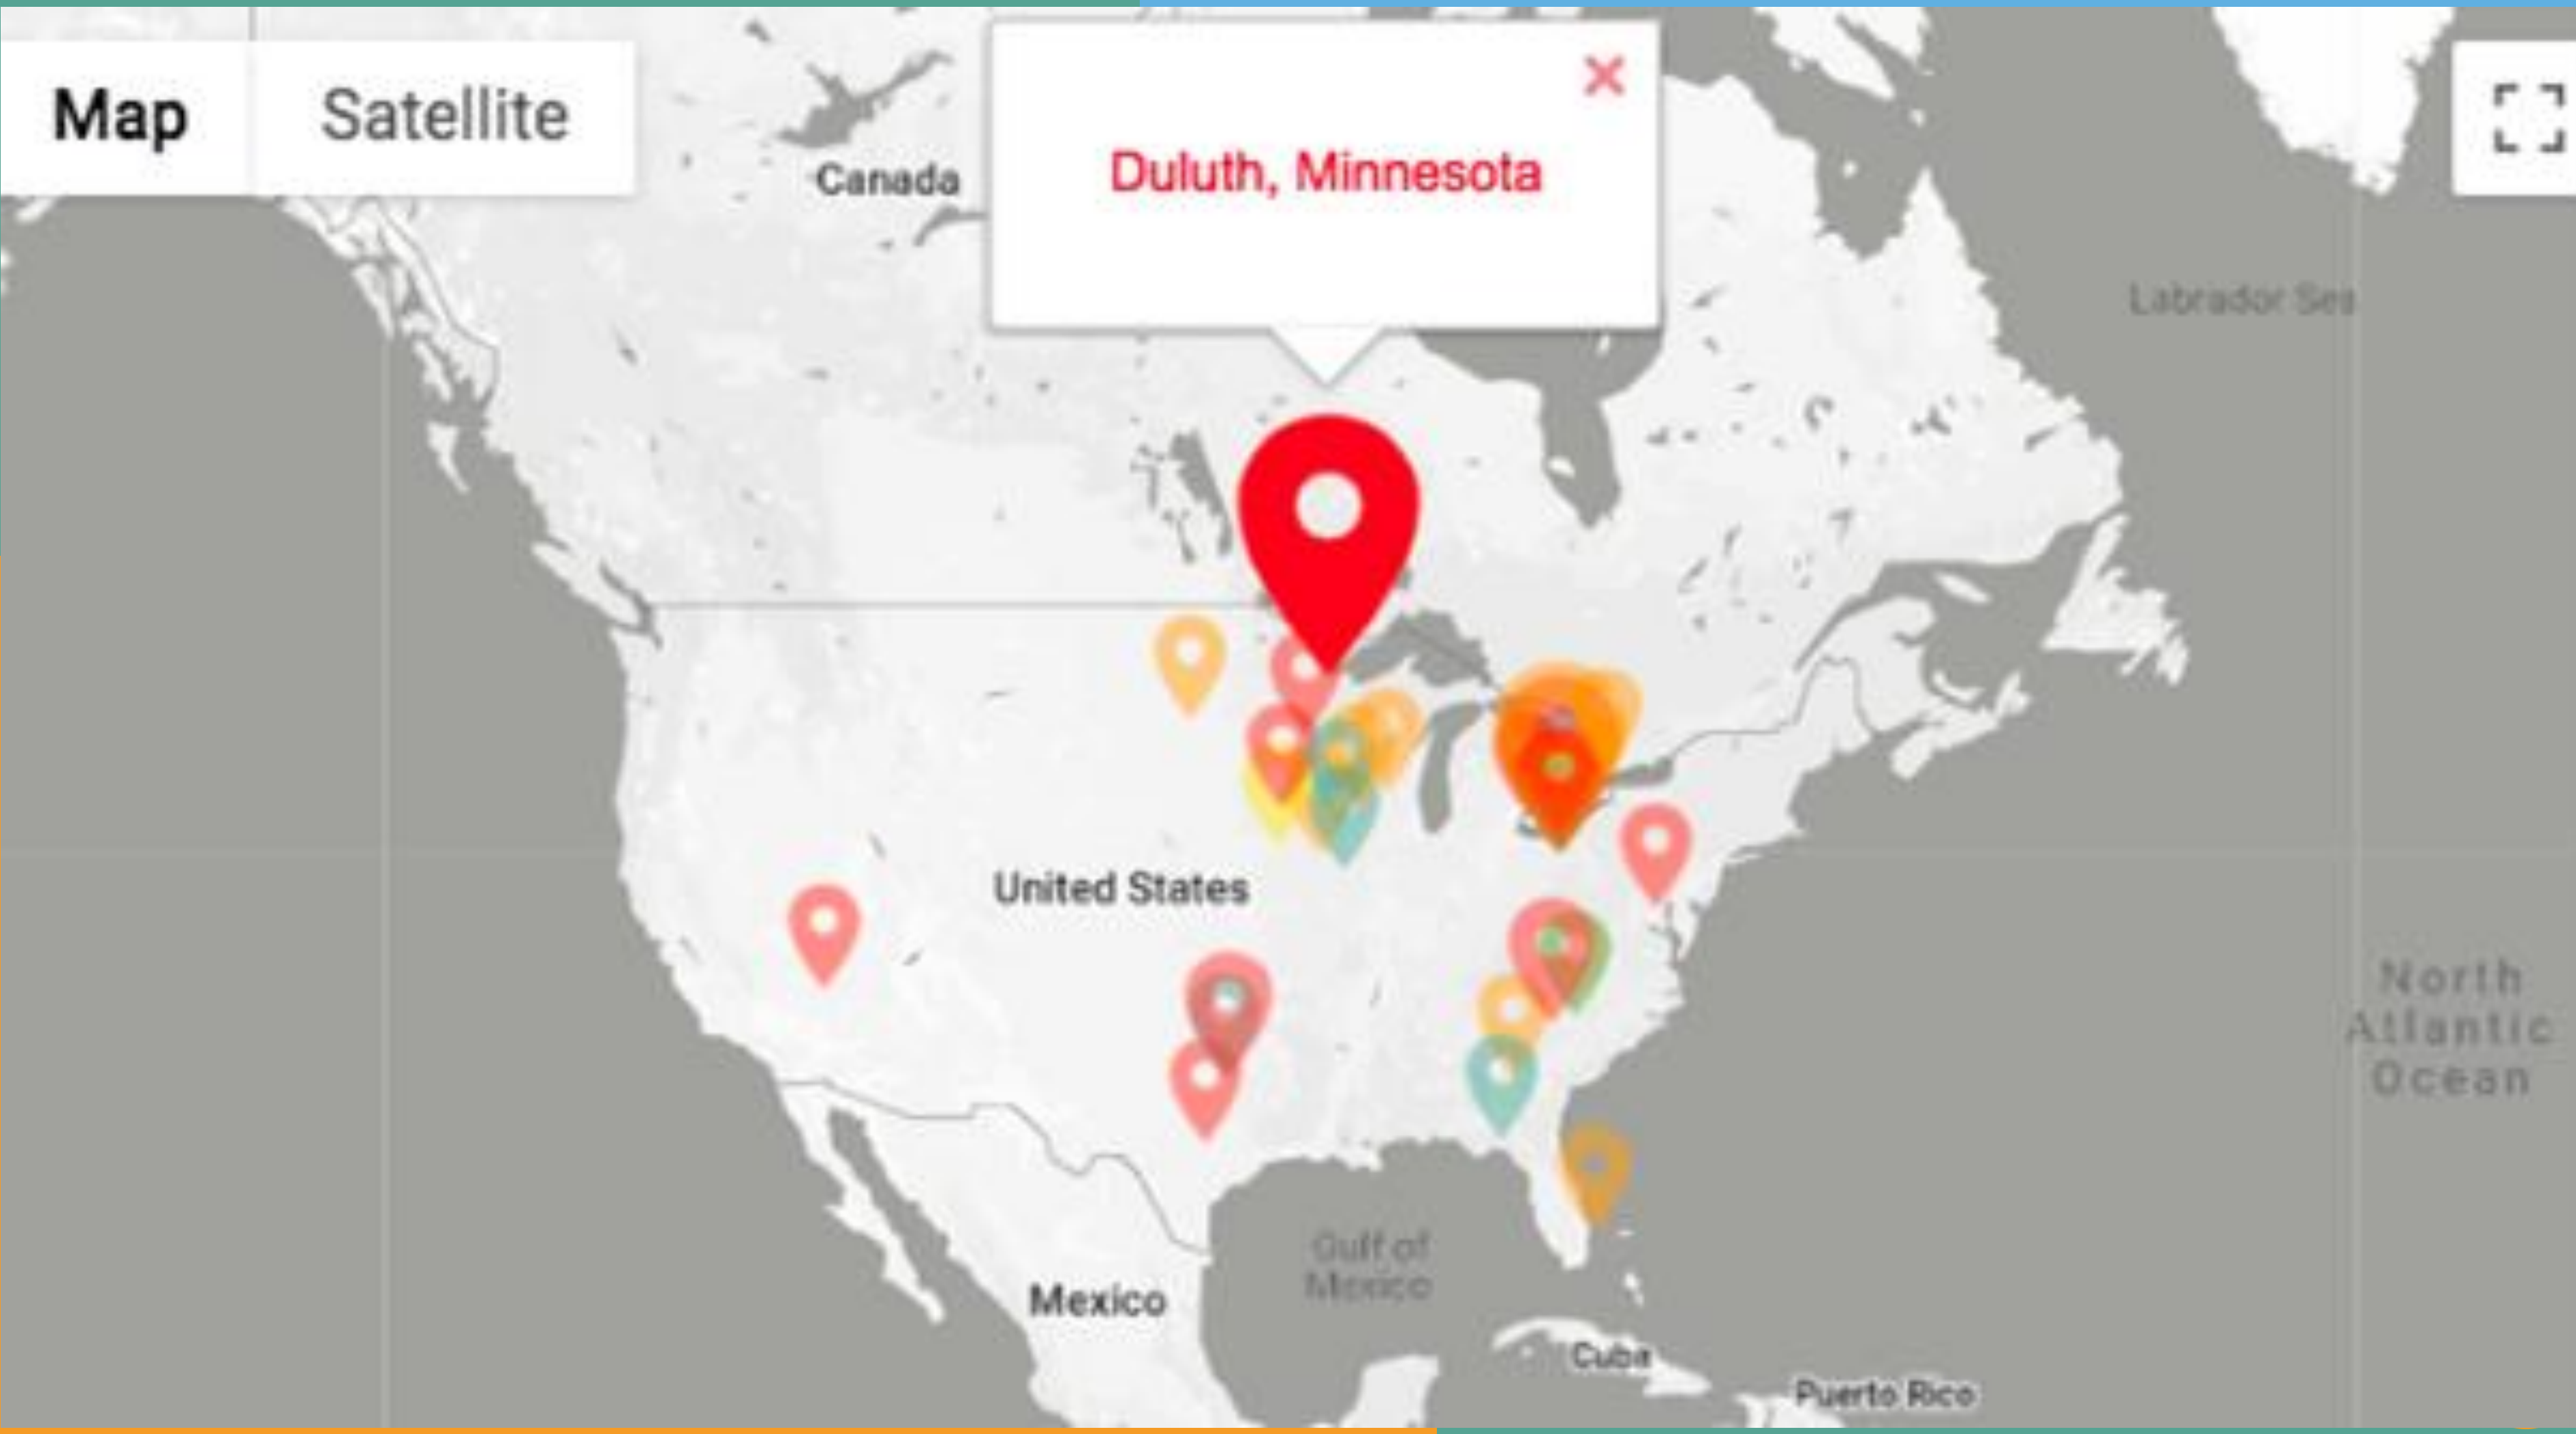 Map
Satellite
Duluth, Minnesota
Canada
Labrador Sea
United States
North
Atlantic
Ocean
Gulf of
Mexico
Mexico
Cuba
Puerto Rico